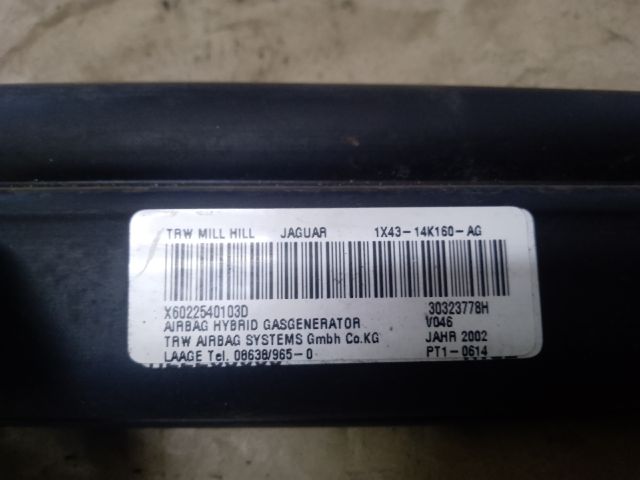 TRW MILL HILL JAGUAR 1X43-14K160-AG
X6022540103D 30323778H
AIRBAG HYBRID GASGENERATOR V046
TRW AIRBAG SYSTEMS Gmbh Co.KG JAHR 2002
LAAGE Tel. 08638/965-0 PT1-0614